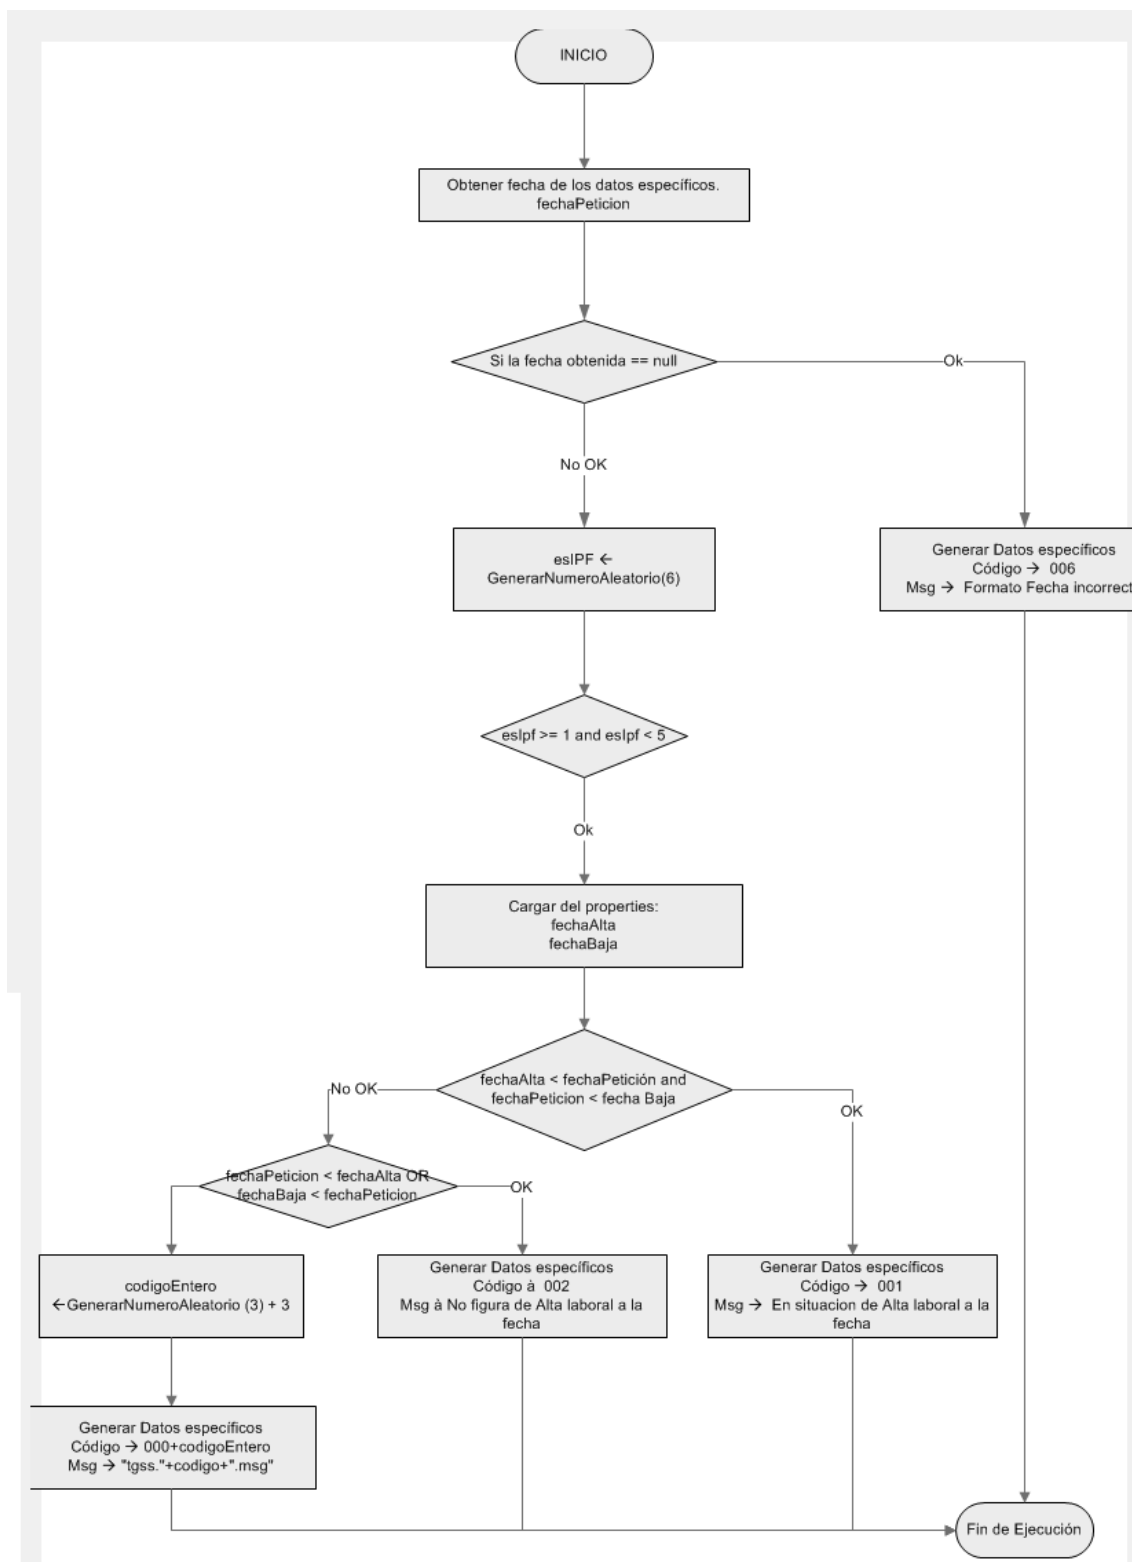 INICIO
Obtener fecha de los datos específicos.
fechaPeticion
Si la fecha obtenida == null
Ok
No OK
esIPF ←
GenerarNumeroAleatorio(6)
Generar Datos específicos
Código → 006
Msg → Formato Fecha incorrect
esIpf >= 1 and esIpf < 5
Ok
Cargar del properties:
fechaAlta
fechaBaja
fechaAlta < fechaPetición and
fechaPeticion < fecha Baja
No OK
OK
fechaPeticion < fechaAlta OR
fechaBaja < fechaPeticion
OK
codigoEntero
←GenerarNumeroAleatorio (3) + 3
Generar Datos específicos
Código à 002
Msg à No figura de Alta laboral a la
fecha
Generar Datos específicos
Código → 001
Msg → En situacion de Alta laboral a la
fecha
Generar Datos específicos
Código → 000+codigoEntero
Msg → "tgss."+codigo+".msg"
Fin de Ejecución